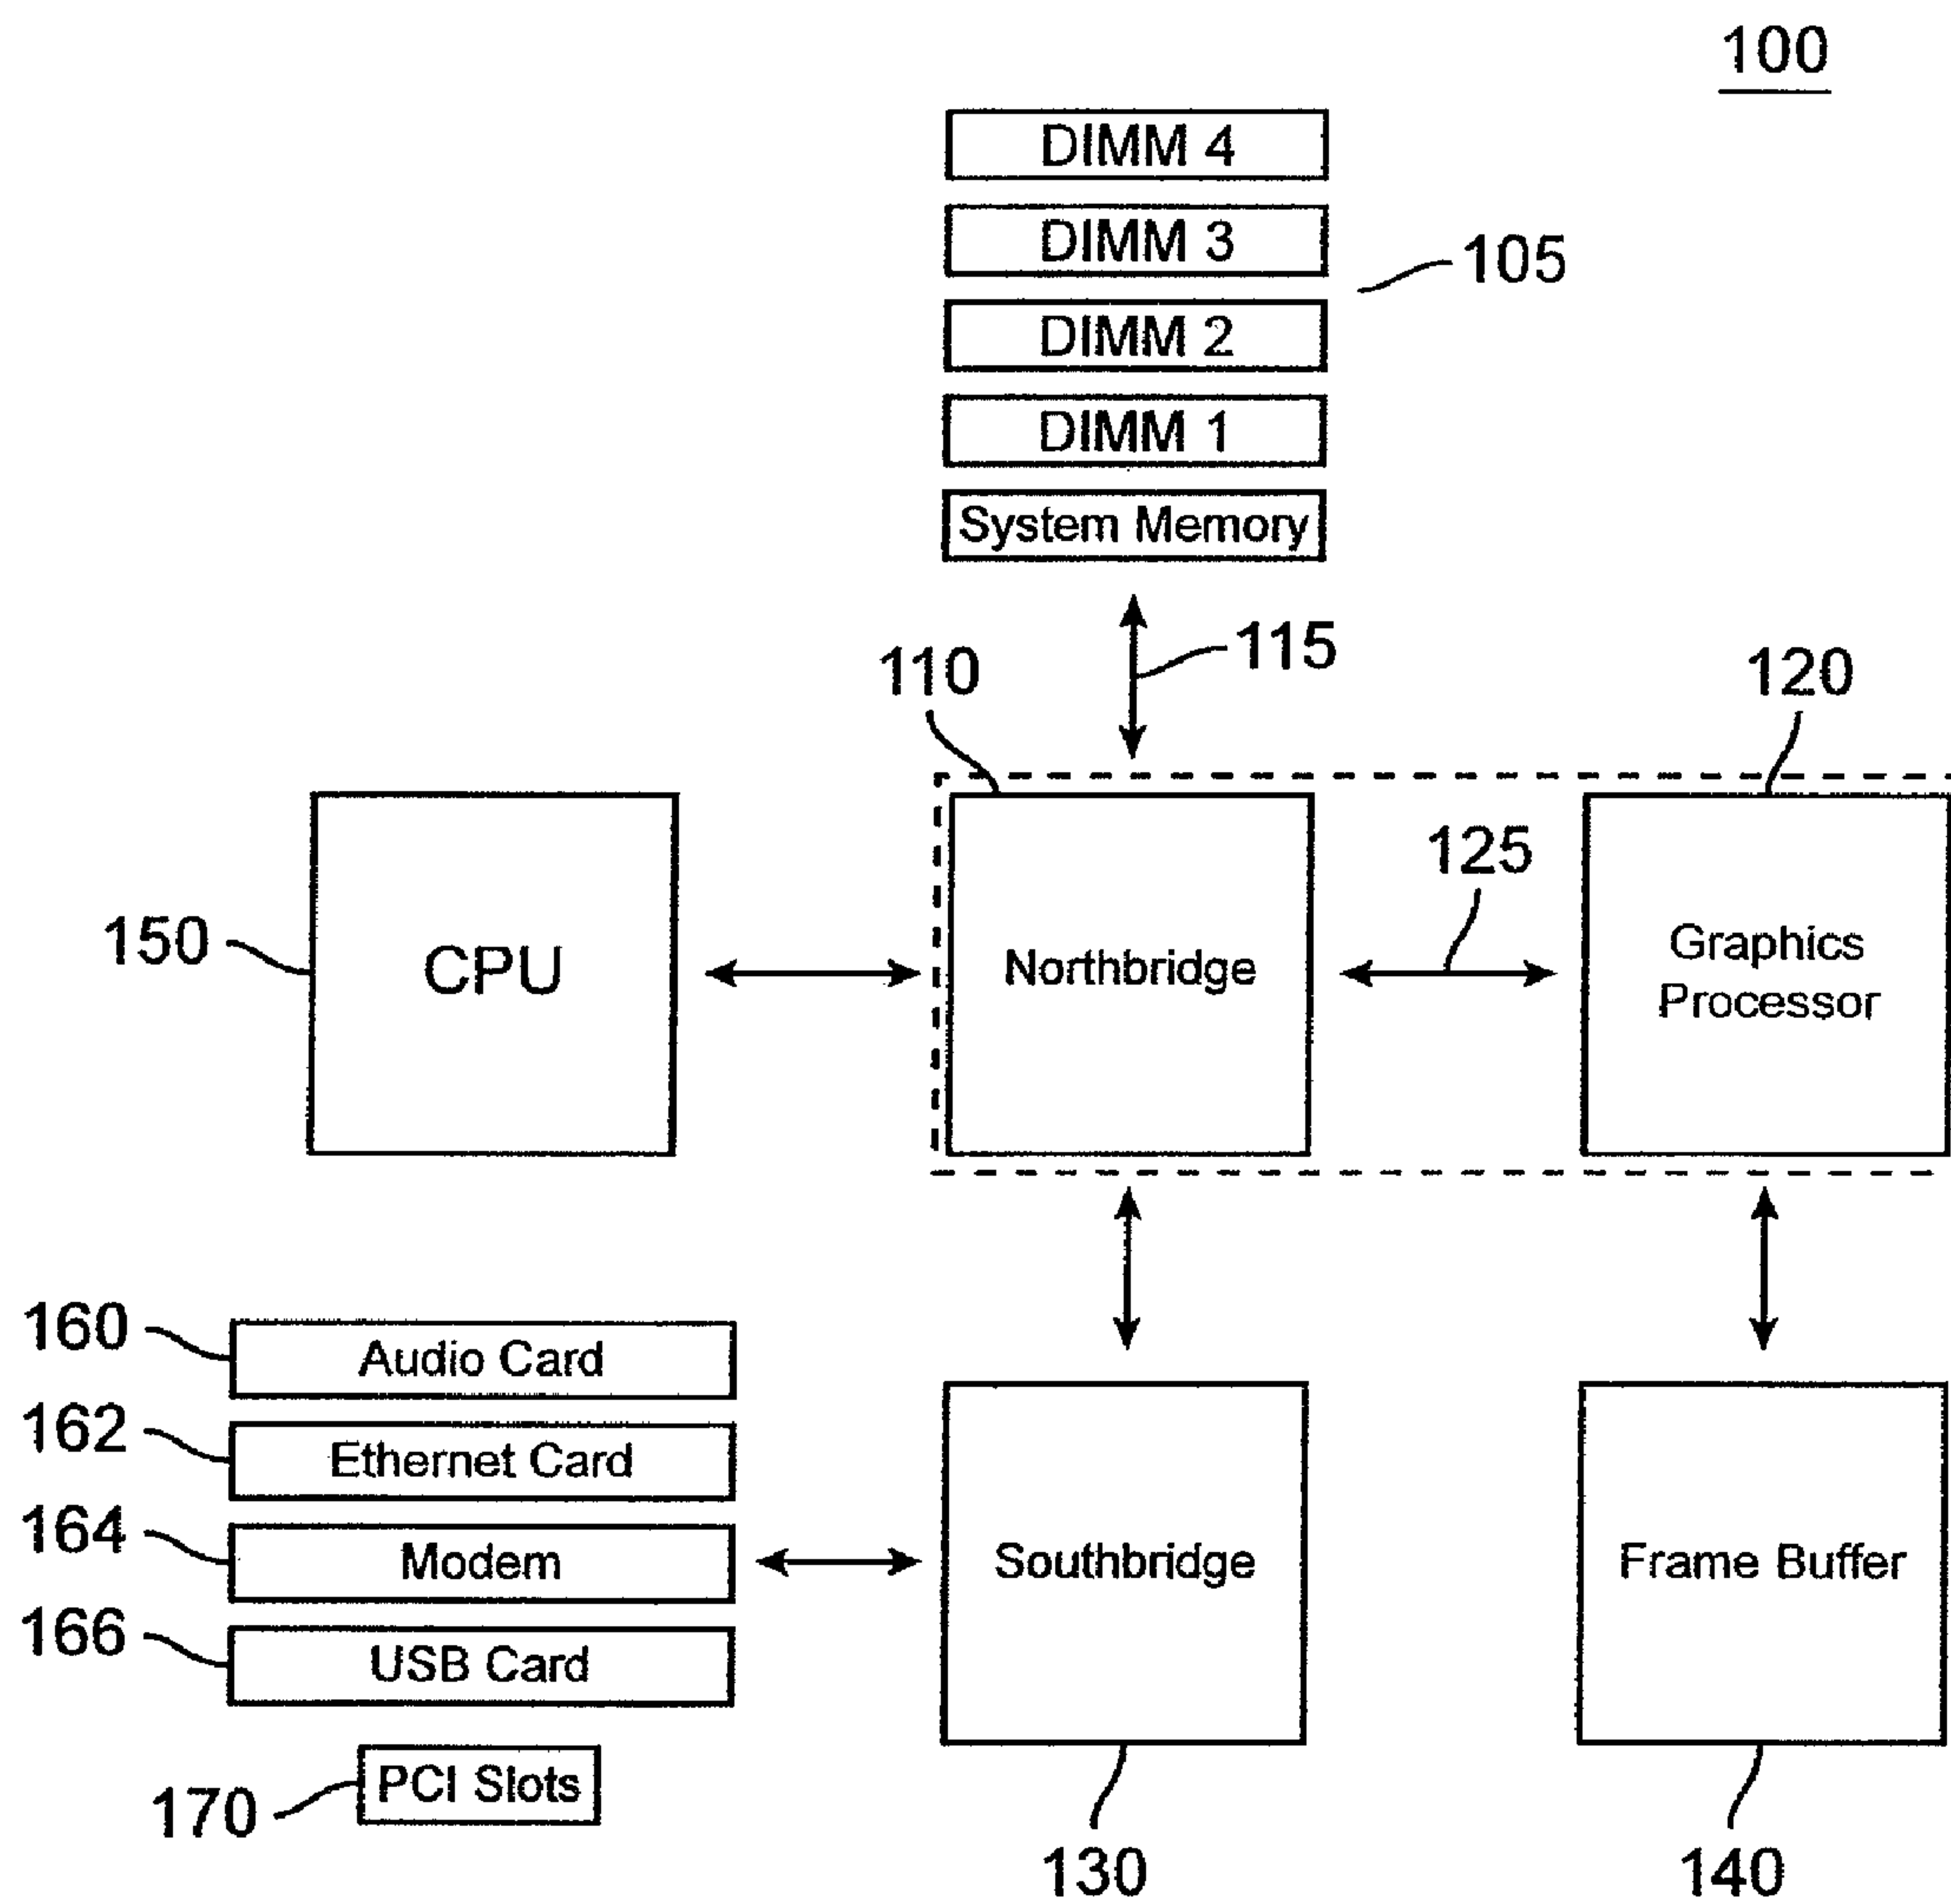 100
DIMM 4
DIMM 3
105
DIMM 2
DIMM 1
System Memory
115
110
120
125
150
CPU
Northbridge
Graphics
Processor
160
Audio Card
162
Ethernet Card
164
Modem
Southbridge
Frame Buffer
166
USB Card
170
PCI Slots
130
140